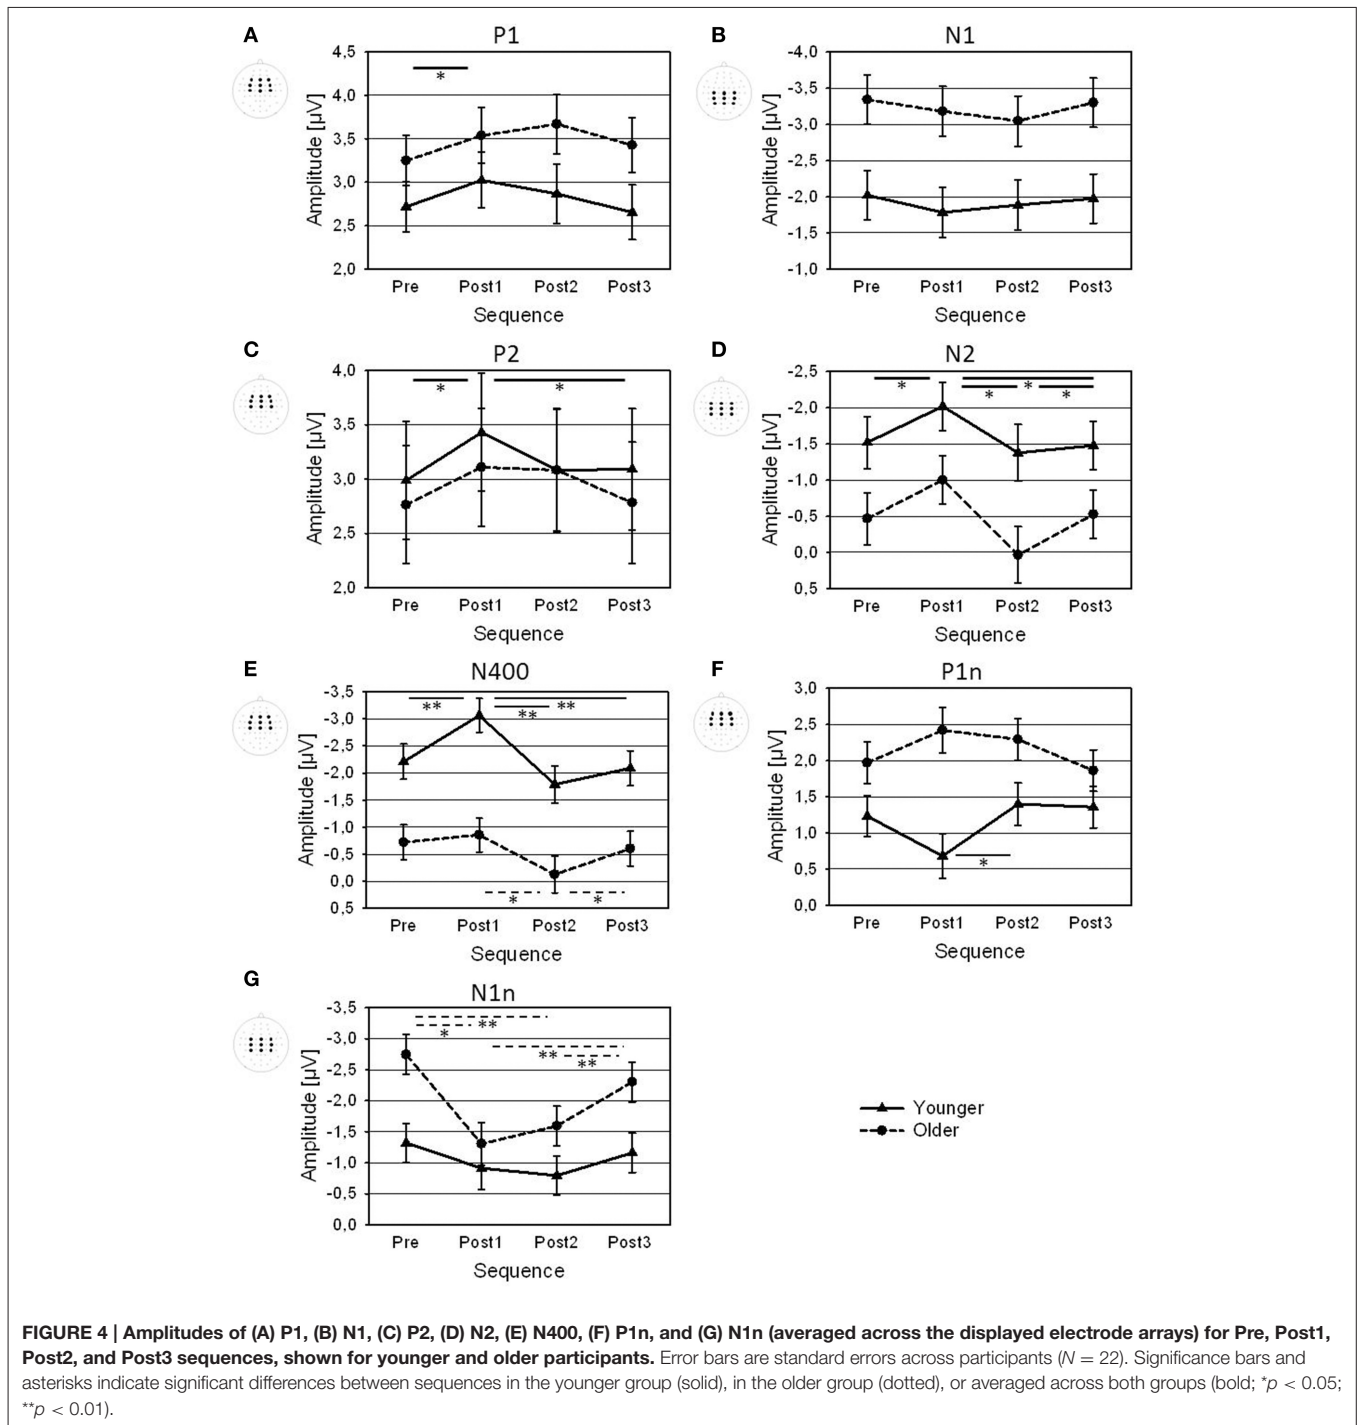 A
P1
4,5
4,0
3,5
3,0
2,5
2,0
Amplitude [µV]
*
Pre Post1 Post2 Post3
Sequence
B
N1
-4,0
-3,5
-3,0
-2,5
-2,0
-1,5
-1,0
Amplitude [µV]
Pre Post1 Post2 Post3
Sequence
C
P2
4,0
3,5
3,0
2,5
2,0
Amplitude [µV]
* *
Pre Post1 Post2 Post3
Sequence
D
N2
-2,5
-2,0
-1,5
-1,0
-0,5
0,0
0,5
Amplitude [µV]
* * * *
Pre Post1 Post2 Post3
Sequence
E
N400
-3,5
-3,0
-2,5
-2,0
-1,5
-1,0
-0,5
0,0
0,5
Amplitude [µV]
** ** **
* *
Pre Post1 Post2 Post3
Sequence
F
P1n
3,0
2,5
2,0
1,5
1,0
0,5
0,0
Amplitude [µV]
*
Pre Post1 Post2 Post3
Sequence
G
N1n
-3,5
-3,0
-2,5
-2,0
-1,5
-1,0
-0,5
0,0
Amplitude [µV]
* **
** **
Pre Post1 Post2 Post3
Sequence
Younger
Older
FIGURE 4 | Amplitudes of (A) P1, (B) N1, (C) P2, (D) N2, (E) N400, (F) P1n, and (G) N1n (averaged across the displayed electrode arrays) for Pre, Post1,
Post2, and Post3 sequences, shown for younger and older participants. Error bars are standard errors across participants (N = 22). Significance bars and
asterisks indicate significant differences between sequences in the younger group (solid), in the older group (dotted), or averaged across both groups (bold; *p < 0.05;
**p < 0.01).